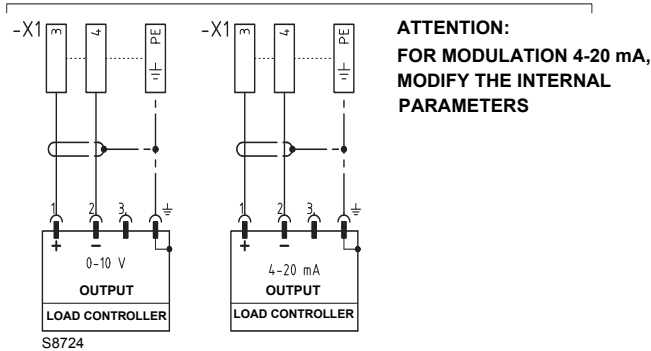 -X1 3 4 PE
-X1 3 4 PE
ATTENTION:
FOR MODULATION 4-20 mA,
MODIFY THE INTERNAL
PARAMETERS
1 2 3
+ -
0-10 V
OUTPUT
LOAD CONTROLLER
1 2 3
+ -
4-20 mA
OUTPUT
LOAD CONTROLLER
S8724